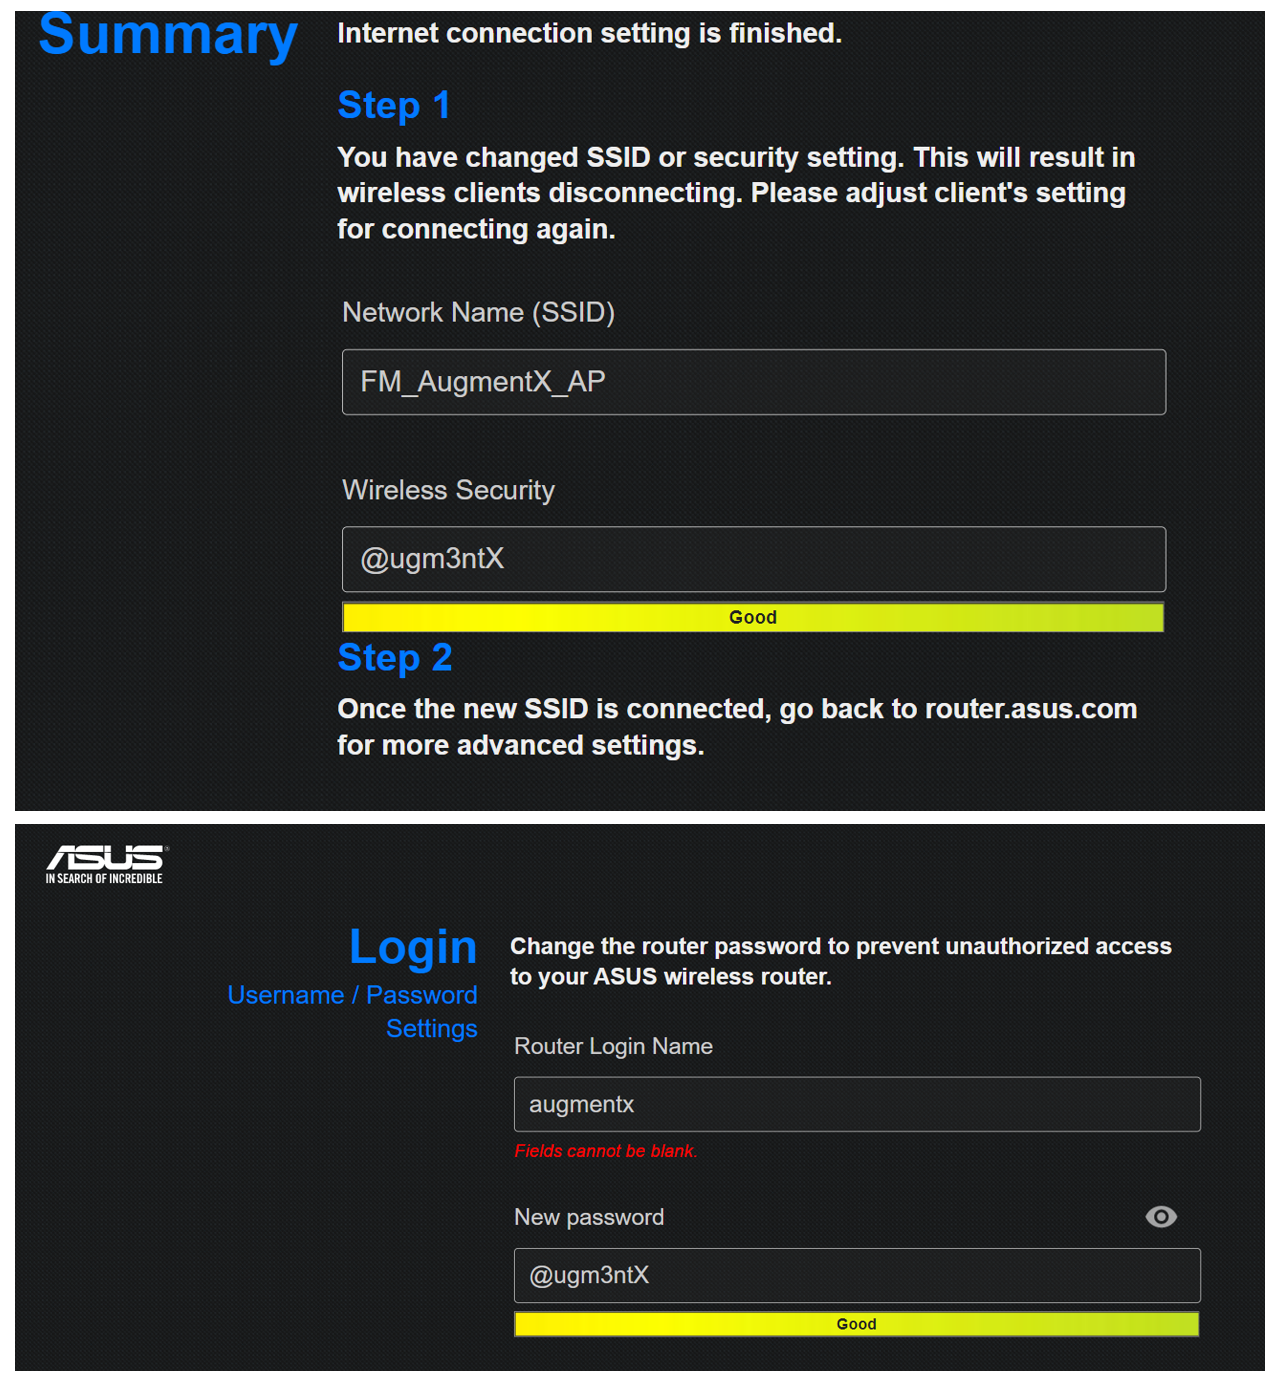 Summary
Internet connection setting is finished.
Step 1
You have changed SSID or security setting. This will result in
wireless clients disconnecting. Please adjust client's setting
for connecting again.
Network Name (SSID)
FM_AugmentX_AP
Wireless Security
@ugm3ntX
Good
Step 2
Once the new SSID is connected, go back to router.asus.com
for more advanced settings.
ASUS®
IN SEARCH OF INCREDIBLE
Login
Username / Password
Settings
Change the router password to prevent unauthorized access
to your ASUS wireless router.
Router Login Name
augmentx
Fields cannot be blank.
New password
@ugm3ntX
Good